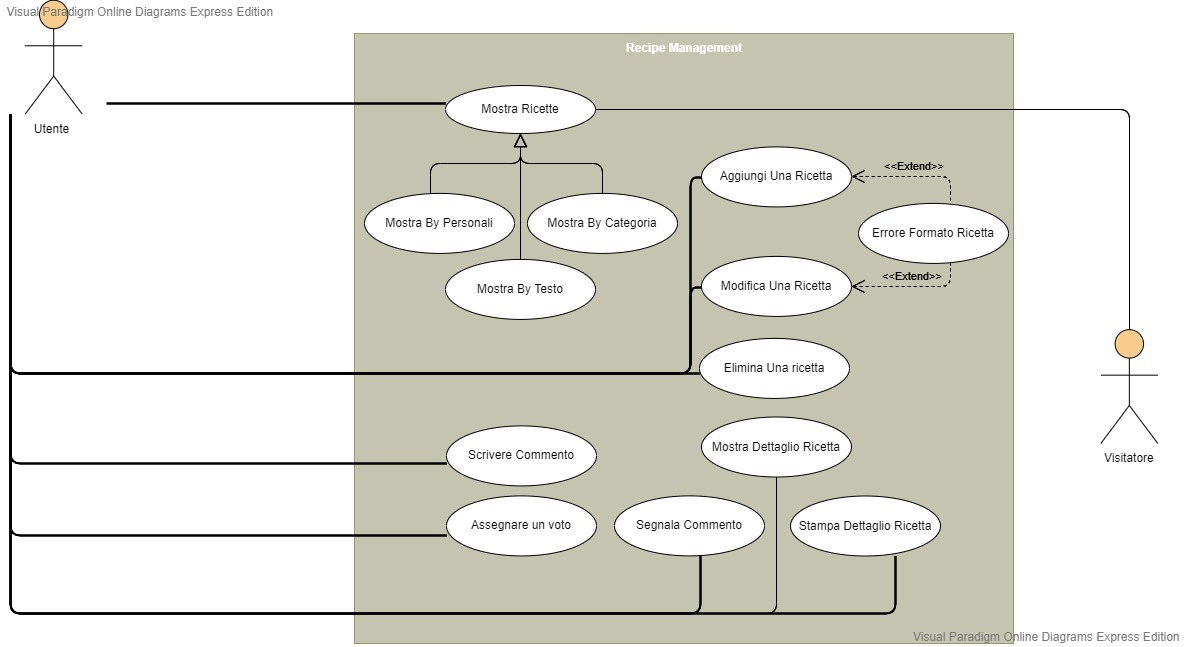 Visual Paradigm Online Diagrams Express Edition
Recipe Management
Utente
Mostra Ricette
Aggiungi Una Ricetta
<<Extend>>
Mostra By Personali
Mostra By Categoria
Errore Formato Ricetta
Mostra By Testo
Modifica Una Ricetta
<<Extend>>
Elimina Una ricetta
Visitatore
Scrivere Commento
Mostra Dettaglio Ricetta
Assegnare un voto
Segnala Commento
Stampa Dettaglio Ricetta
Visual Paradigm Online Diagrams Express Edition